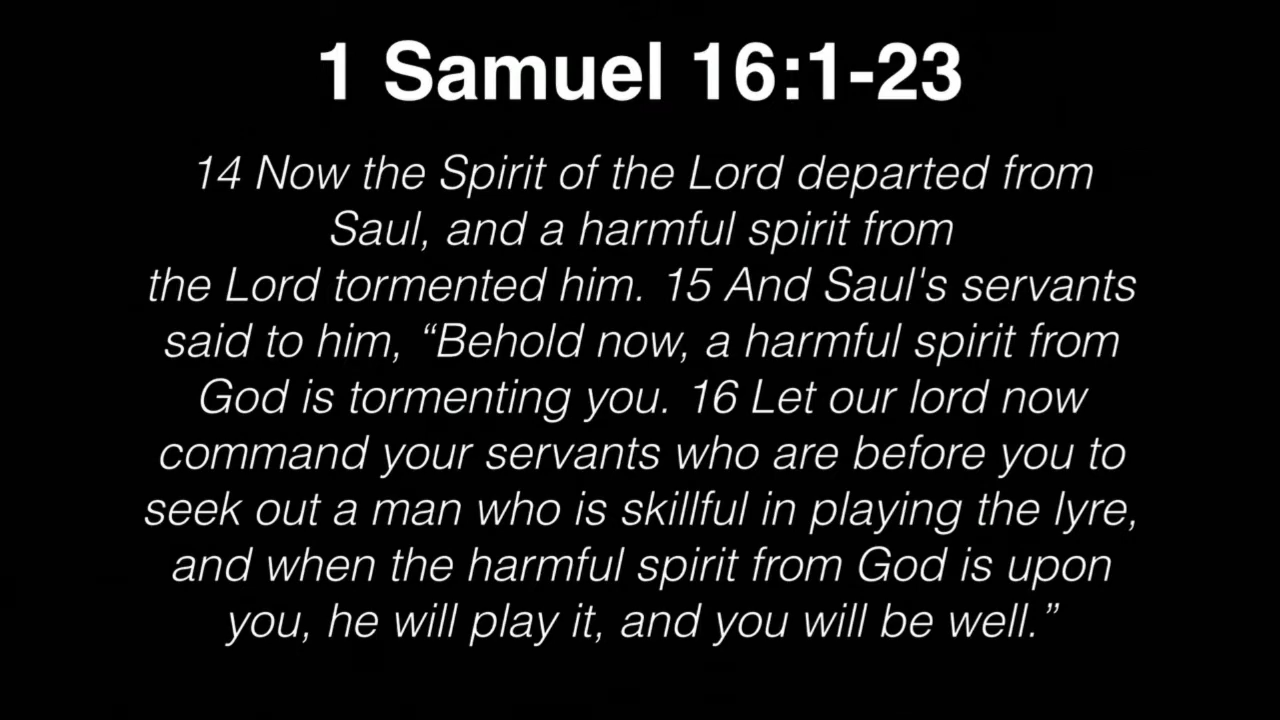 1 Samuel 16:1-23
14 Now the Spirit of the Lord departed from
Saul, and a harmful spirit from
the Lord tormented him. 15 And Saul's servants
said to him, “Behold now, a harmful spirit from
God is tormenting you. 16 Let our lord now
command your servants who are before you to
seek out a man who is skillful in playing the lyre,
and when the harmful spirit from God is upon
you, he will play it, and you will be well.”